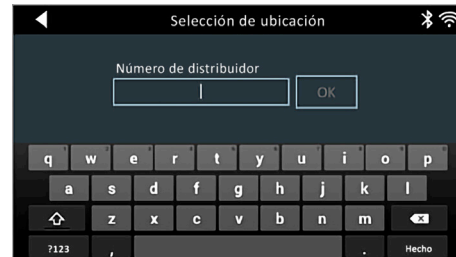 Selección de ubicación
Número de distribuidor
OK
q w e r t y u i o p
a s d f g h j k l
z x c v b n m
?123 , . Hecho